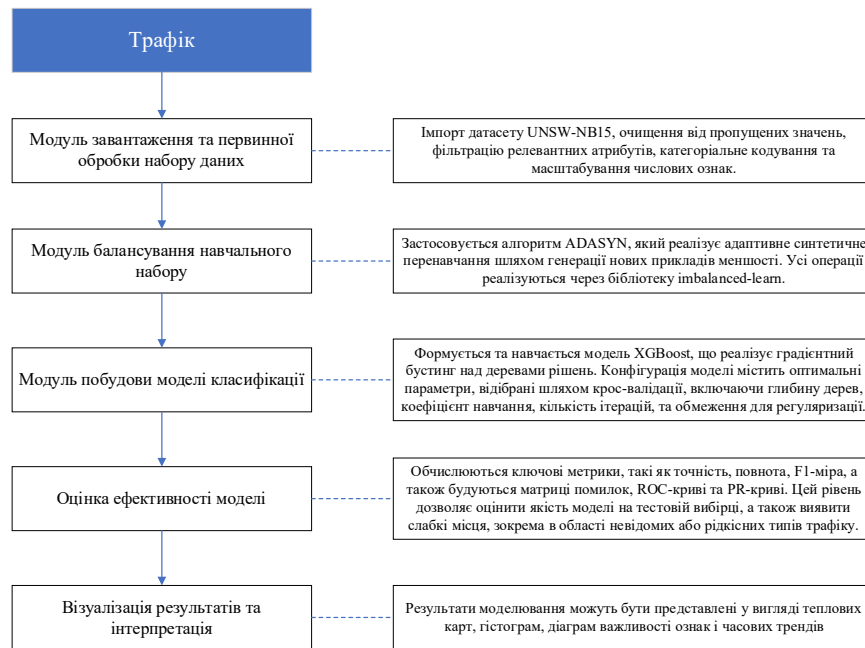 Трафік
Модуль завантаження та первинної
обробки набору даних
Імпорт датасету UNSW-NB15, очищення від пропущених значень,
фільтрацію релевантних атрибутів, категоріальне кодування та
масштабування числових ознак.
Модуль балансування навчального
набору
Застосовується алгоритм ADASYN, який реалізує адаптивне синтетичне
перенавчання шляхом генерації нових прикладів меншості. Усі операції
реалізуються через бібліотеку imbalanced-learn.
Модуль побудови моделі класифікації
Формується та навчається модель XGBoost, що реалізує градієнтний
бустинг над деревами рішень. Конфігурація моделі містить оптимальні
параметри, відібрані шляхом крос-валідації, включаючи глибину дерев,
коефіцієнт навчання, кількість ітерацій, та обмеження для регуляризації.
Оцінка ефективності моделі
Обчислюються ключові метрики, такі як точність, повнота, F1-міра, а
також будуються матриці помилок, ROC-криві та PR-криві. Цей рівень
дозволяє оцінити якість моделі на тестовій вибірці, а також виявити
слабкі місця, зокрема в області невідомих або рідкісних типів трафіку.
Візуалізація результатів та
інтерпретація
Результати моделювання можуть бути представлені у вигляді теплових
карт, гістограм, діаграм важливості ознак і часових трендів